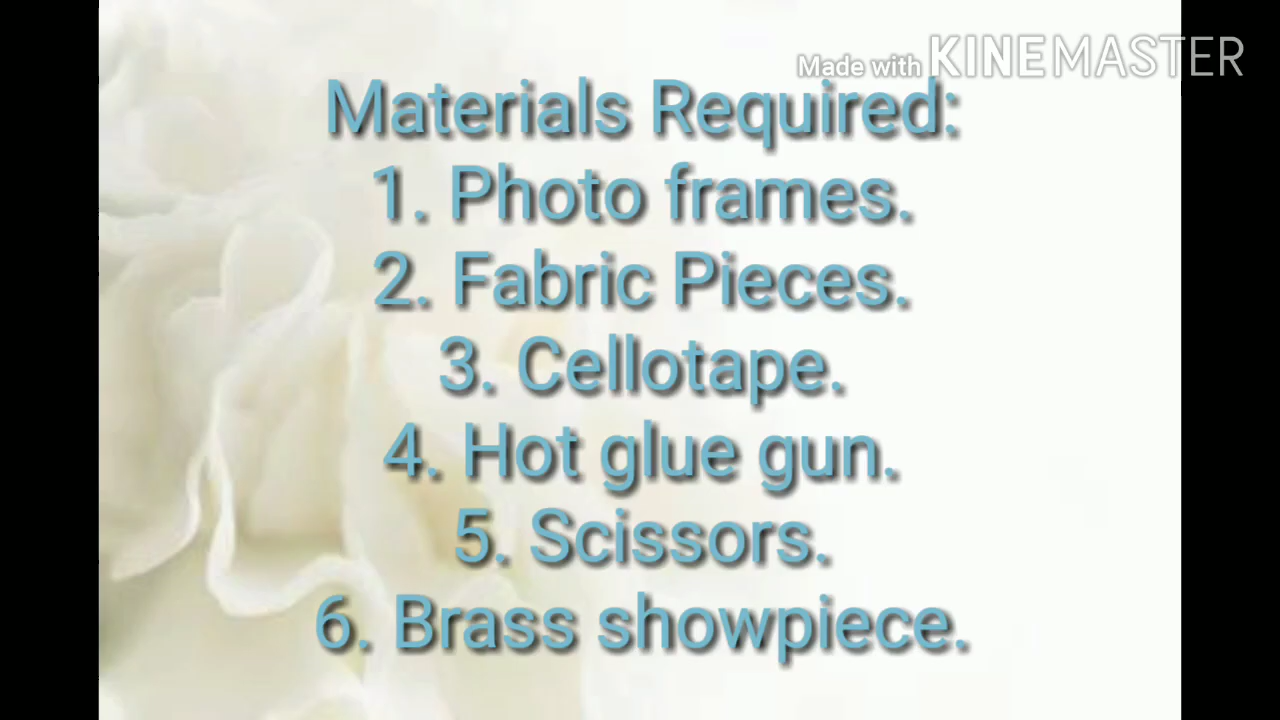 Made with KINEMASTER
Materials Required:
1. Photo frames.
2. Fabric Pieces.
3. Cellotape.
4. Hot glue gun.
5. Scissors.
6. Brass showpiece.